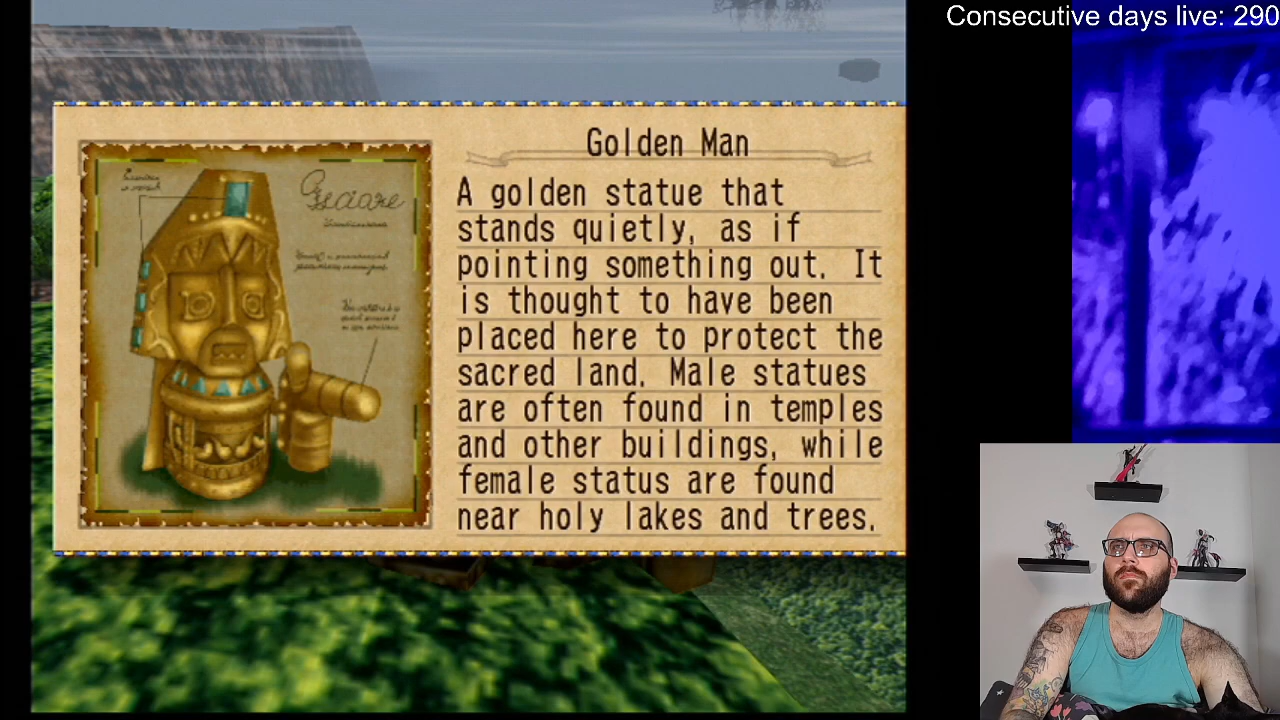 Consecutive days live: 290
Golden Man
A golden statue that
stands quietly, as if
pointing something out. It
is thought to have been
placed here to protect the
sacred land. Male statues
are often found in temples
and other buildings, while
female status are found
near holy lakes and trees.